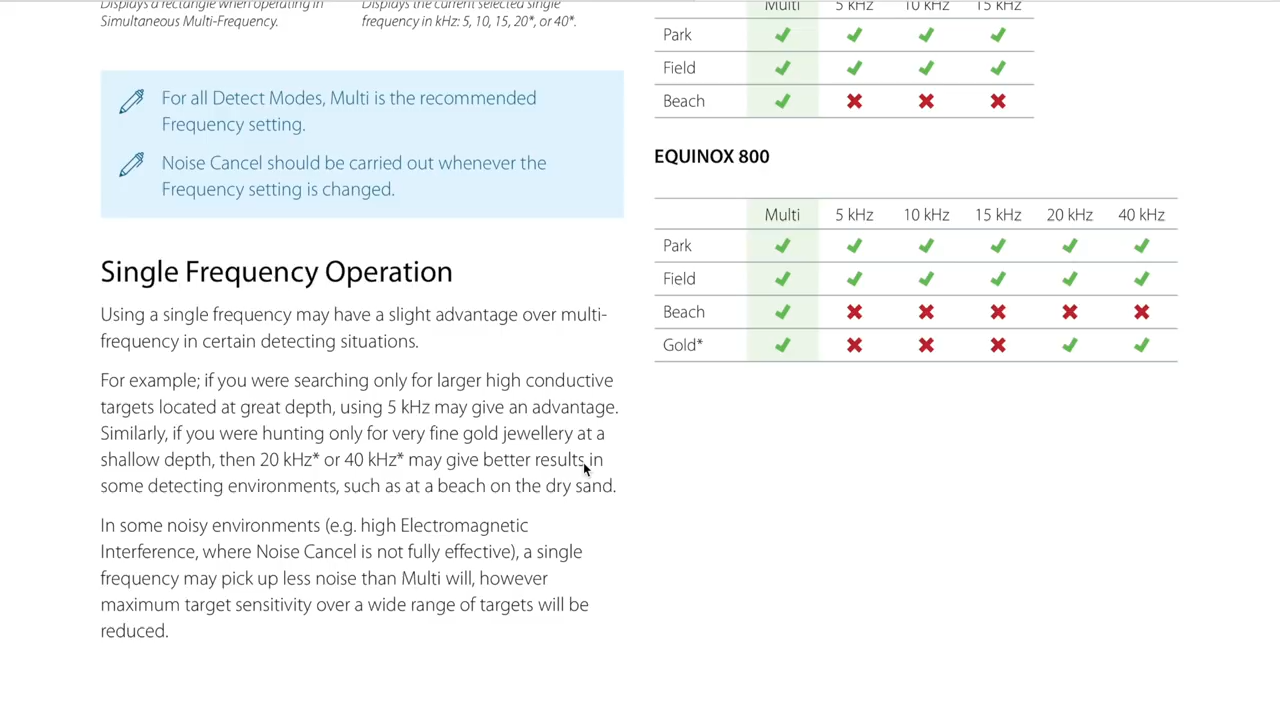 Displays a rectangle when operating in
Simultaneous Multi-Frequency.
Displays the current selected single
frequency in kHz: 5, 10, 15, 20*, or 40*.
For all Detect Modes, Multi is the recommended
Frequency setting.
Noise Cancel should be carried out whenever the
Frequency setting is changed.
Single Frequency Operation
Using a single frequency may have a slight advantage over multi-
frequency in certain detecting situations.
For example; if you were searching only for larger high conductive
targets located at great depth, using 5 kHz may give an advantage.
Similarly, if you were hunting only for very fine gold jewellery at a
shallow depth, then 20 kHz* or 40 kHz* may give better results in
some detecting environments, such as at a beach on the dry sand.
In some noisy environments (e.g. high Electromagnetic
Interference, where Noise Cancel is not fully effective), a single
frequency may pick up less noise than Multi will, however
maximum target sensitivity over a wide range of targets will be
reduced.
Multi 5 kHz 10 kHz 15 kHz
Park ✔ ✔ ✔ ✔
Field ✔ ✔ ✔ ✔
Beach ✔ ✖ ✖ ✖
EQUINOX 800
Multi 5 kHz 10 kHz 15 kHz 20 kHz 40 kHz
Park ✔ ✔ ✔ ✔ ✔ ✔
Field ✔ ✔ ✔ ✔ ✔ ✔
Beach ✔ ✖ ✖ ✖ ✖ ✖
Gold* ✔ ✖ ✖ ✖ ✔ ✔